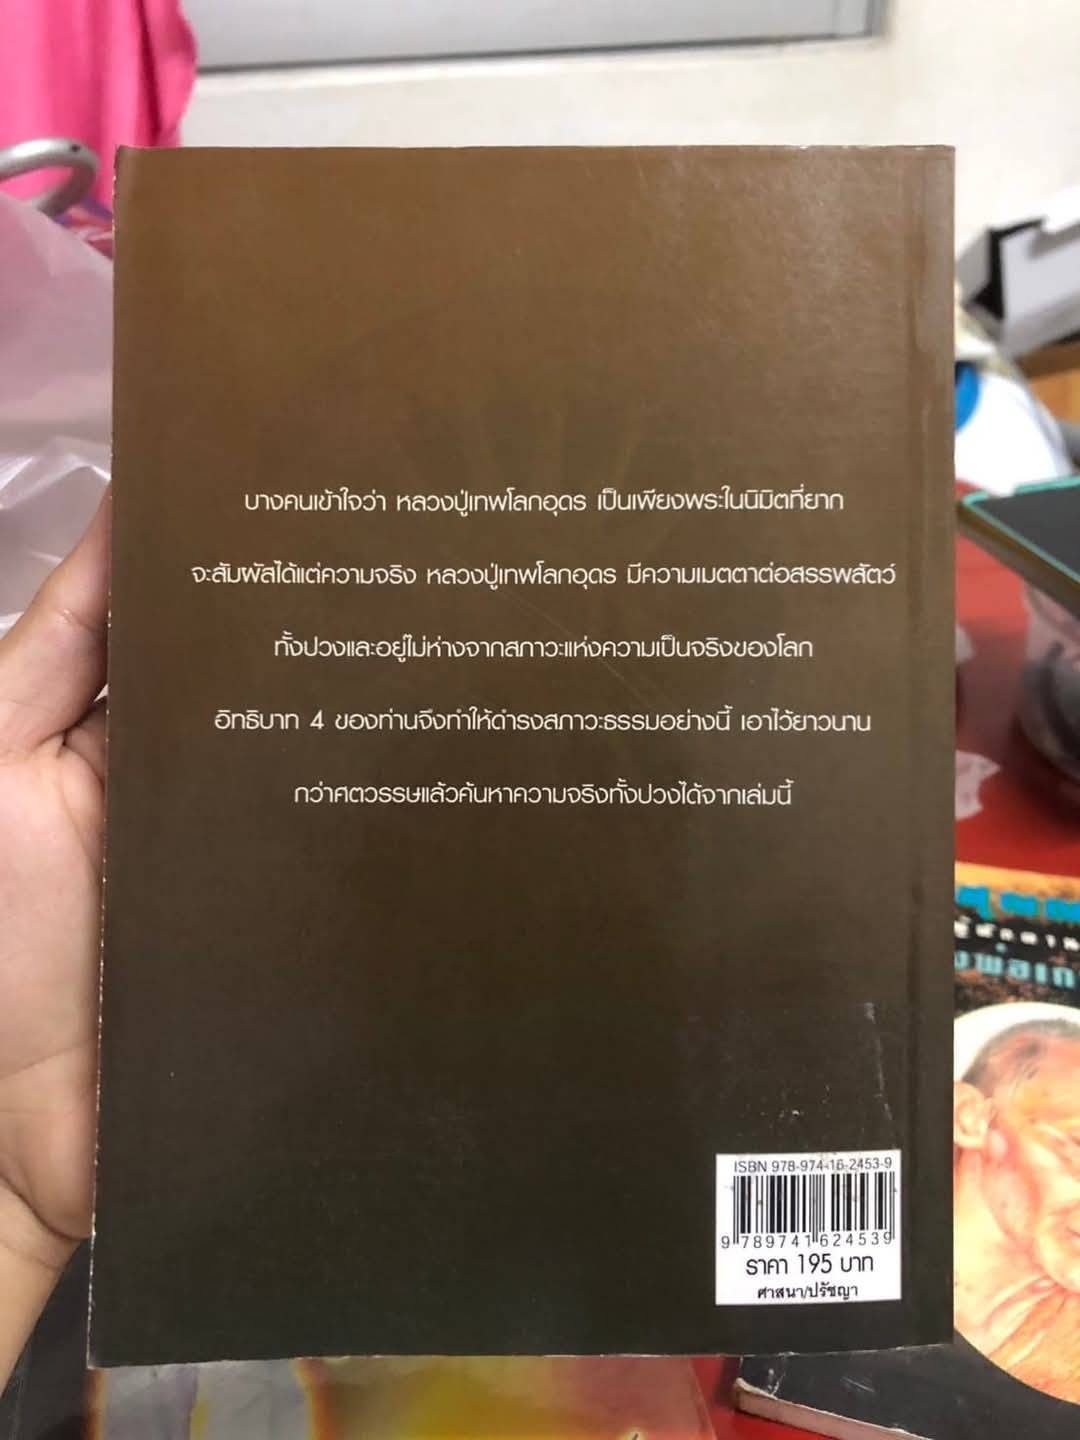 บางคนเข้าใจว่า หลวงปู่เทพโลกอุดร เป็นเพียงพระในนิมิตที่ยาก
จะสัมผัสได้แต่ความจริง หลวงปู่เทพโลกอุดร มีความเมตตาต่อสรรพสัตว์
ทั้งปวงและอยู่ไม่ห่างจากสภาวะแห่งความเป็นจริงของโลก
อิทธิบาท 4 ของท่านจึงทำให้ดำรงสภาวะธรรมอย่างนี้ เอาไว้ยาวนาน
กว่าศตวรรษแล้วค้นหาความจริงทั้งปวงได้จากเล่มนี้
ISBN 978-974-16-2453-9
9 789741 624539
ราคา 195 บาท
ศาสนา/ปรัชญา